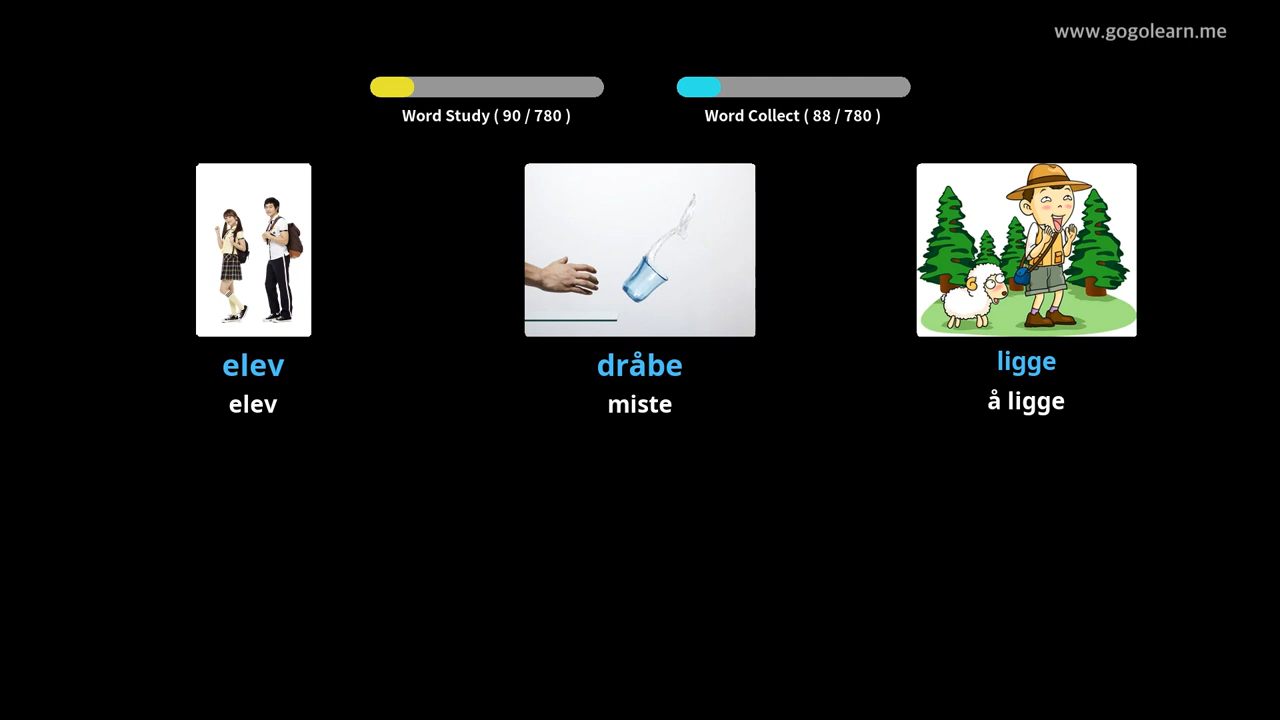 www.gogolearn.me
Word Study ( 90 / 780 )
Word Collect ( 88 / 780 )
elev
elev
dråbe
miste
ligge
å ligge